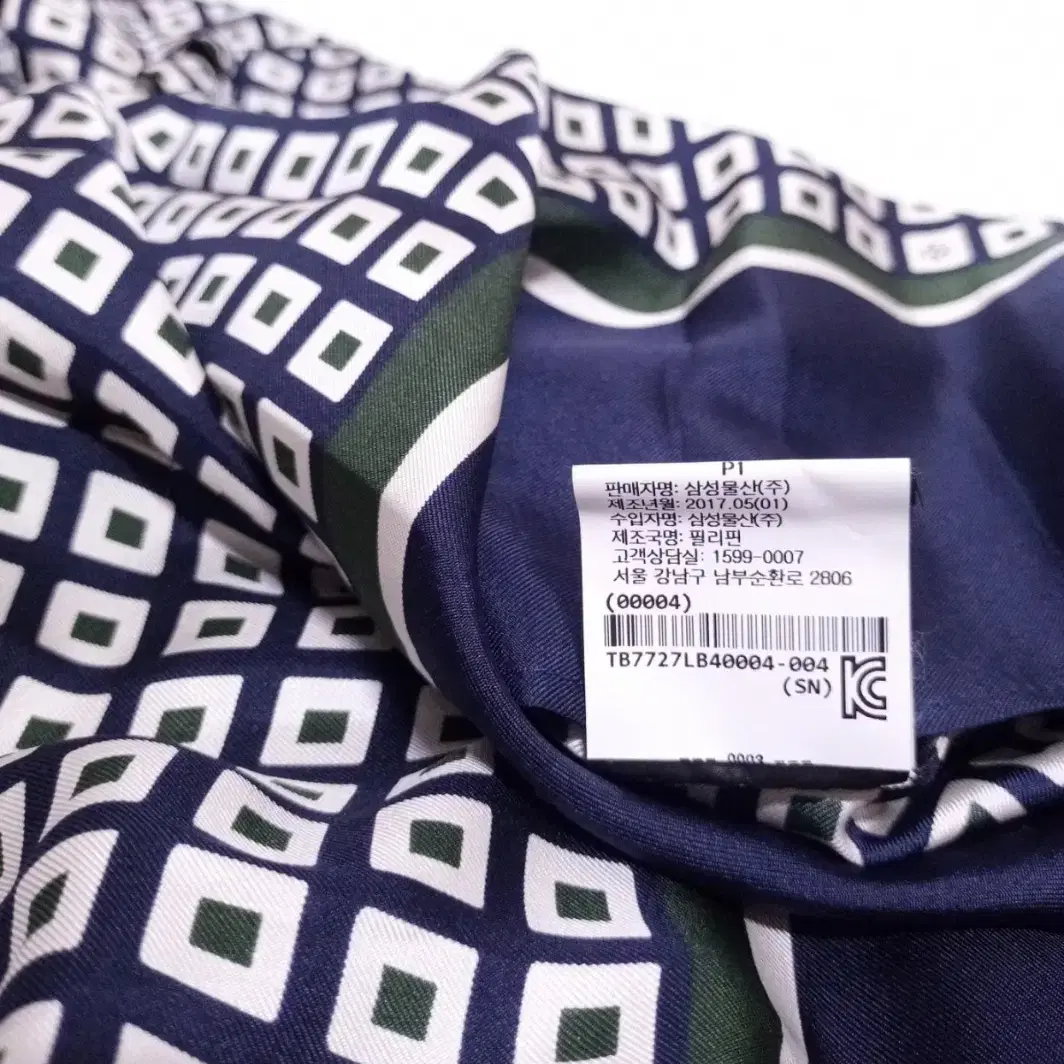 P1
판매자명: 삼성물산(주)
제조년월: 2017.05(01)
수입자명: 삼성물산(주)
제조국명: 필리핀
고객상담실: 1599-0007
서울 강남구 남부순환로 2806
(00004)
TB7727LB40004-004
(SN)
KC
--- 0003 ---